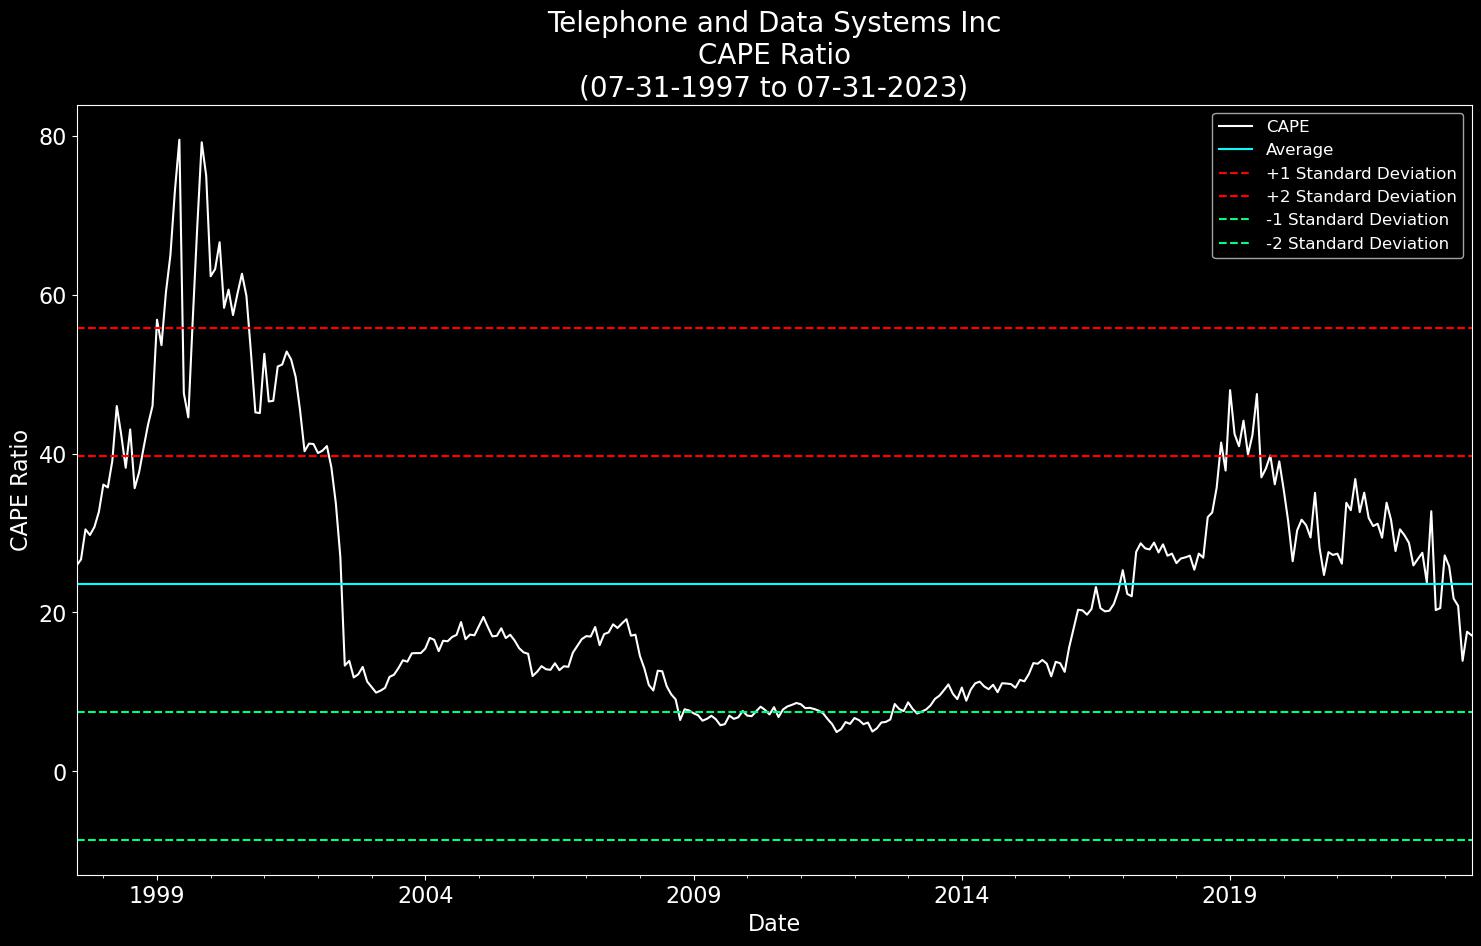 Telephone and Data Systems Inc
CAPE Ratio
(07-31-1997 to 07-31-2023)
CAPE
Average
+1 Standard Deviation
+2 Standard Deviation
-1 Standard Deviation
-2 Standard Deviation
80
60
40
20
0
CAPE Ratio
1999
2004
2009
2014
2019
Date